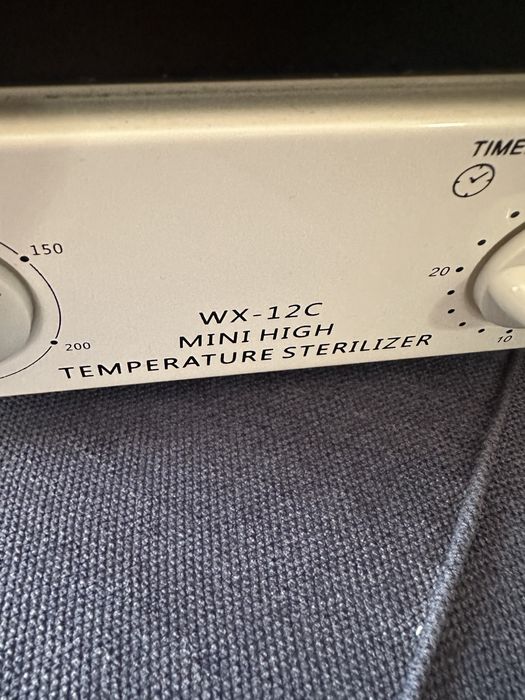 TIME
150
20
WX-12C
MINI HIGH
200
TEMPERATURE STERILIZER
10